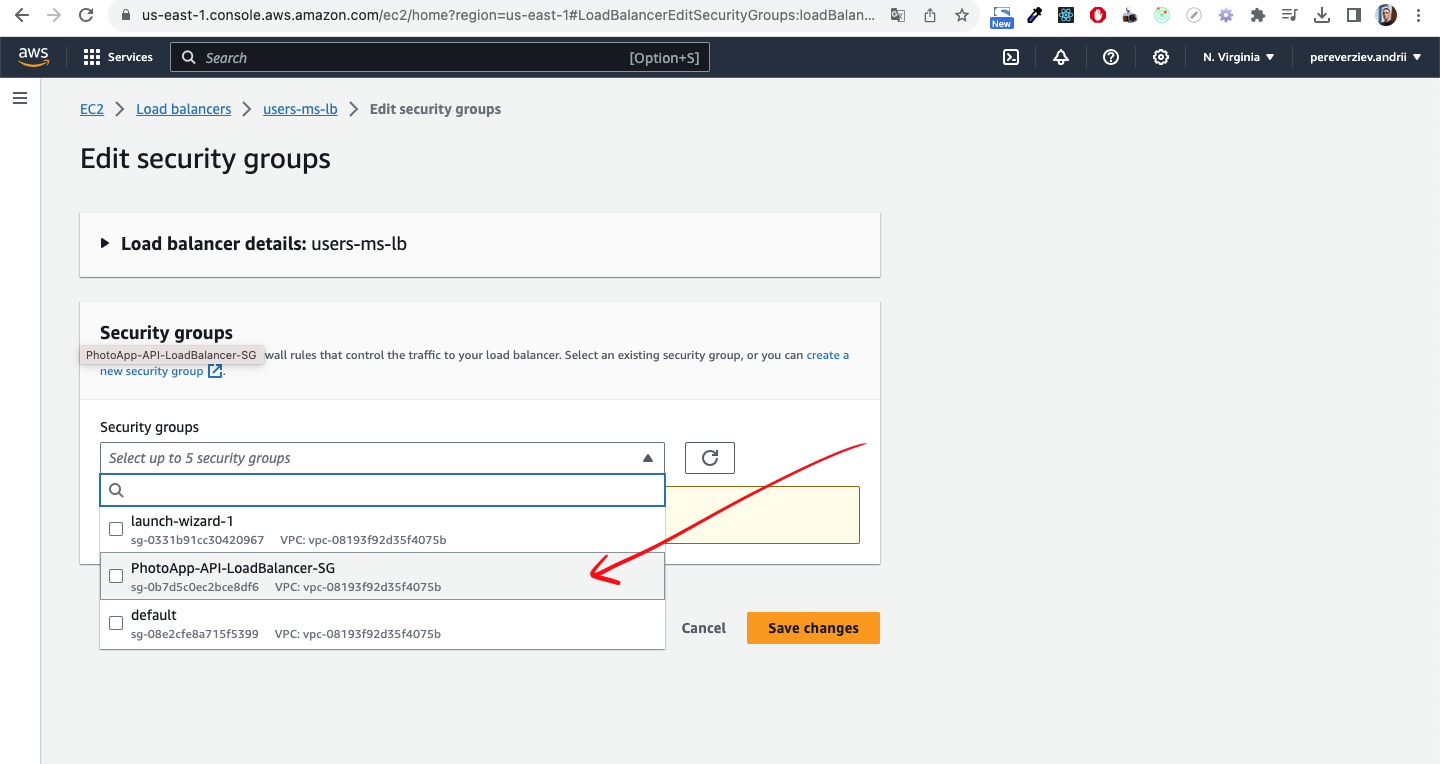 us-east-1.console.aws.amazon.com/ec2/home?region=us-east-1#LoadBalancerEditSecurityGroups:loadBalan...
New
aws
Services
Search
[Option+S]
N. Virginia
pereverziev.andrii
EC2
Load balancers
users-ms-lb
Edit security groups
Edit security groups
Load balancer details: users-ms-lb
Security groups
PhotoApp-API-LoadBalancer-SG
wall rules that control the traffic to your load balancer. Select an existing security group, or you can create a
new security group.
Security groups
Select up to 5 security groups
launch-wizard-1
sg-0331b91cc30420967 VPC: vpc-08193f92d35f4075b
PhotoApp-API-LoadBalancer-SG
sg-0b7d5c0ec2bce8df6 VPC: vpc-08193f92d35f4075b
default
sg-08e2cfe8a715f5399 VPC: vpc-08193f92d35f4075b
Cancel
Save changes